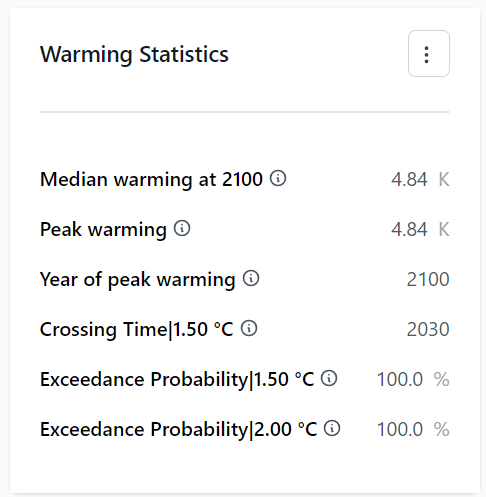 Warming Statistics
Median warming at 2100 4.84 K
Peak warming 4.84 K
Year of peak warming 2100
Crossing Time|1.50 °C 2030
Exceedance Probability|1.50 °C 100.0 %
Exceedance Probability|2.00 °C 100.0 %